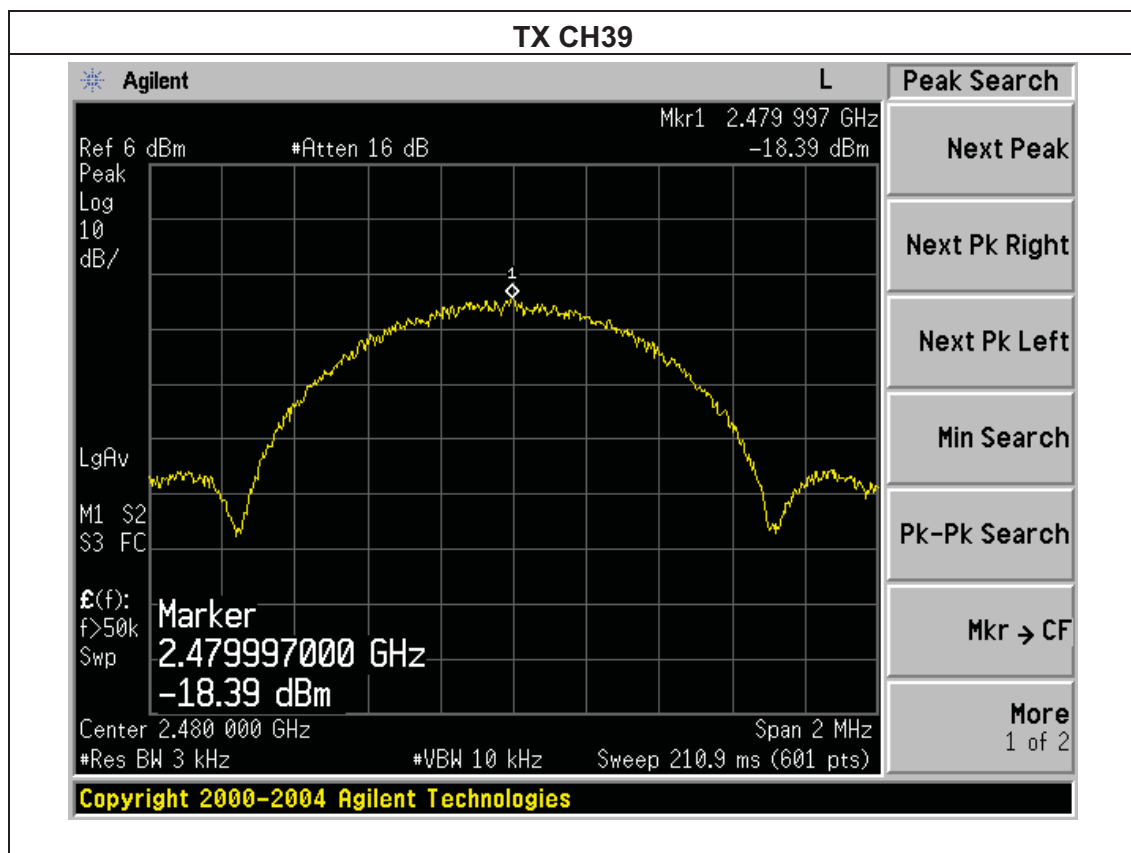 TX CH39
Agilent L Peak Search
Mkr1 2.479 997 GHz
Ref 6 dBm #Atten 16 dB -18.39 dBm
Peak
Log
10
dB/
1
LgAv
M1 S2
S3 FC
£(f):
f>50k
Swp
Marker
2.479997000 GHz
-18.39 dBm
Center 2.480 000 GHz Span 2 MHz
#Res BW 3 kHz #VBW 10 kHz Sweep 210.9 ms (601 pts)
Next Peak
Next Pk Right
Next Pk Left
Min Search
Pk-Pk Search
Mkr → CF
More
1 of 2
Copyright 2000-2004 Agilent Technologies